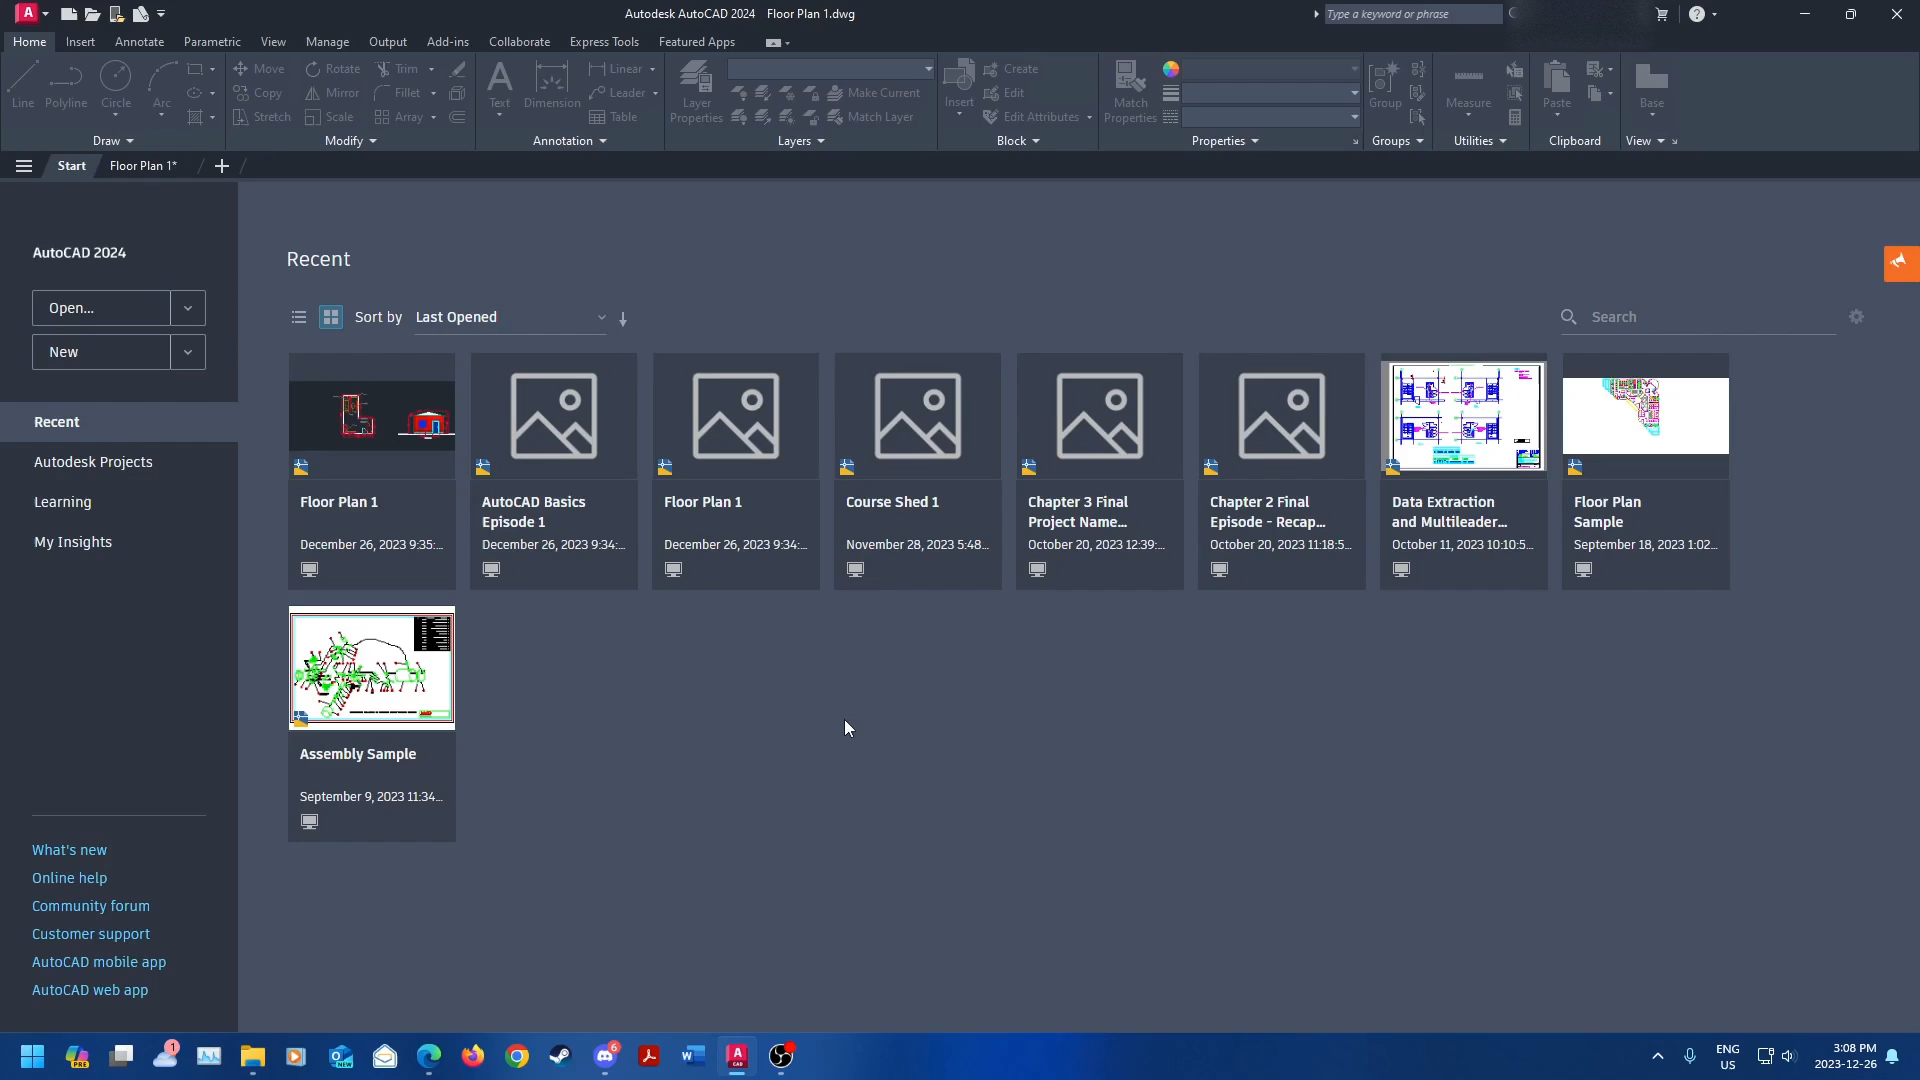 Autodesk AutoCAD 2024 Floor Plan 1.dwg
Type a keyword or phrase
Home Insert Annotate Parametric View Manage Output Add-ins Collaborate Express Tools Featured Apps
Line
Polyline
Circle
Arc
Draw
Move
Rotate
Trim
Copy
Mirror
Fillet
Stretch
Scale
Array
Modify
Text
Dimension
Linear
Leader
Table
Annotation
Layer
Properties
Make Current
Match Layer
Layers
Insert
Create
Edit
Edit Attributes
Block
Match
Properties
Properties
Group
Groups
Measure
Utilities
Paste
Clipboard
Base
View
Start
Floor Plan 1*
AutoCAD 2024
Open...
New
Recent
Autodesk Projects
Learning
My Insights
What's new
Online help
Community forum
Customer support
AutoCAD mobile app
AutoCAD web app
Recent
Sort by Last Opened
Search
Floor Plan 1
December 26, 2023 9:35:...
AutoCAD Basics
Episode 1
December 26, 2023 9:34:...
Floor Plan 1
December 26, 2023 9:34:...
Course Shed 1
November 28, 2023 5:48...
Chapter 3 Final
Project Name...
October 20, 2023 12:39:...
Chapter 2 Final
Episode - Recap...
October 20, 2023 11:18:5...
Data Extraction
and Multileader...
October 11, 2023 10:10:5...
Floor Plan
Sample
September 18, 2023 1:02...
Assembly Sample
September 9, 2023 11:34...
PRE
1
NEW
6
A
CAD
ENG
US
3:08 PM
2023-12-26